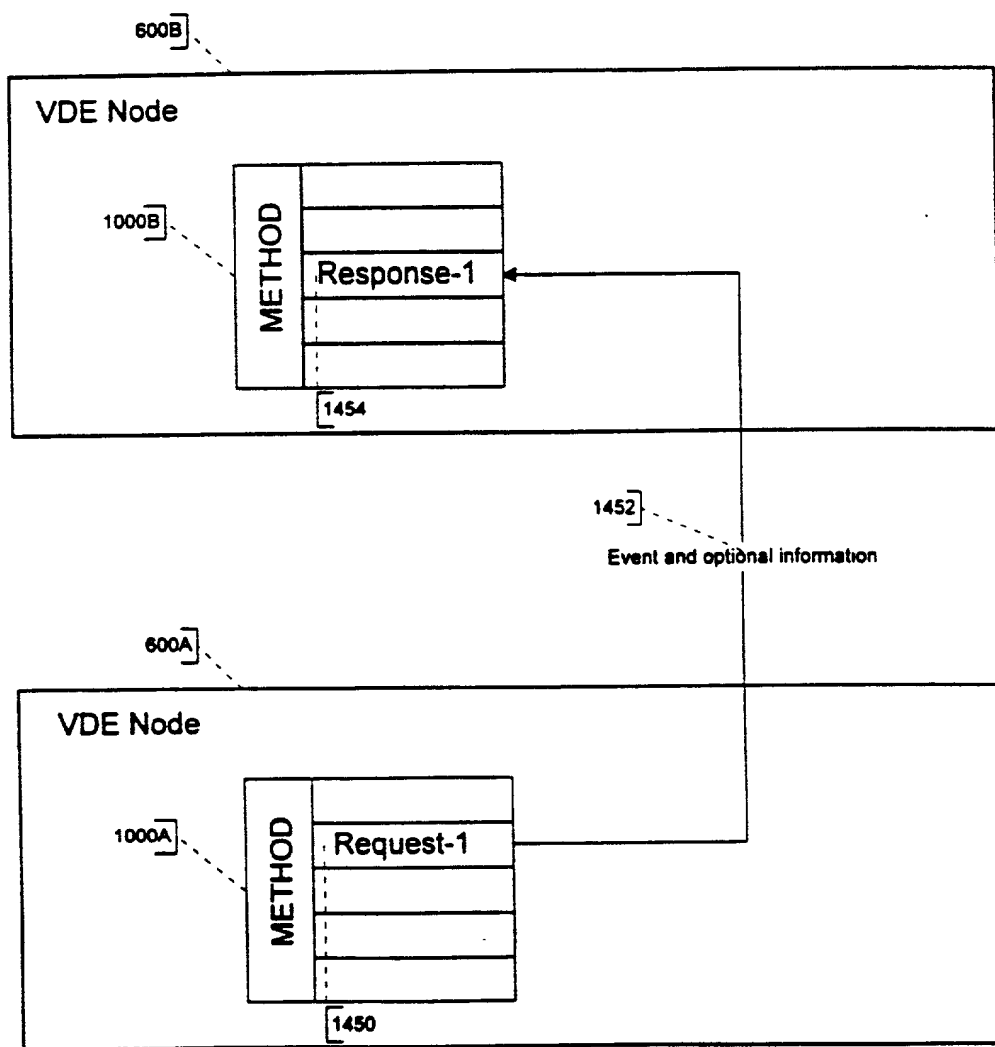 600B
VDE Node
1000B
METHOD
Response-1
1454
1452
Event and optional information
600A
VDE Node
1000A
METHOD
Request-1
1450